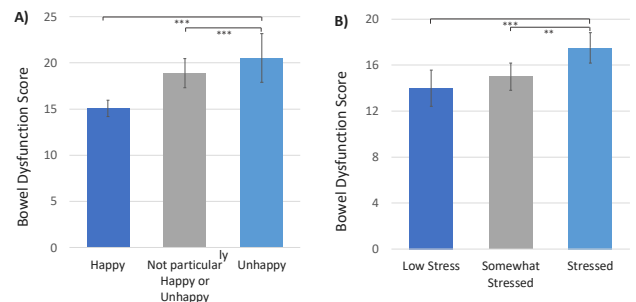 A)
Bowel Dysfunction Score
25
20
15
10
5
0
***
***
Happy
Not particular
ly
Happy or
Unhappy
Unhappy
B)
Bowel Dysfunction Score
20
16
12
8
4
0
***
**
Low Stress
Somewhat
Stressed
Stressed